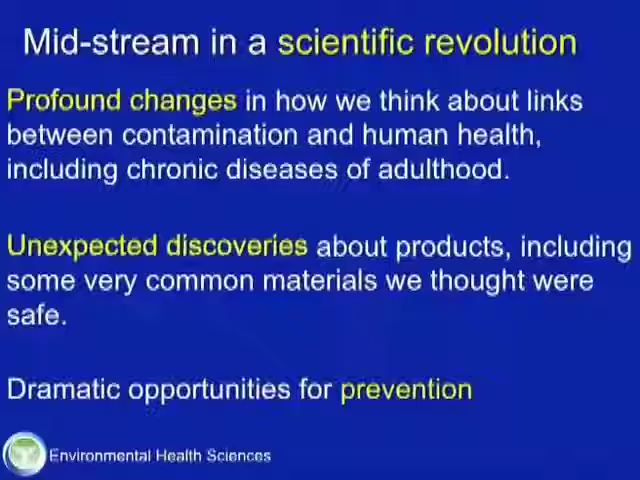 Mid-stream in a scientific revolution
Profound changes in how we think about links
between contamination and human health,
including chronic diseases of adulthood.
Unexpected discoveries about products, including
some very common materials we thought were
safe.
Dramatic opportunities for prevention
Environmental Health Sciences